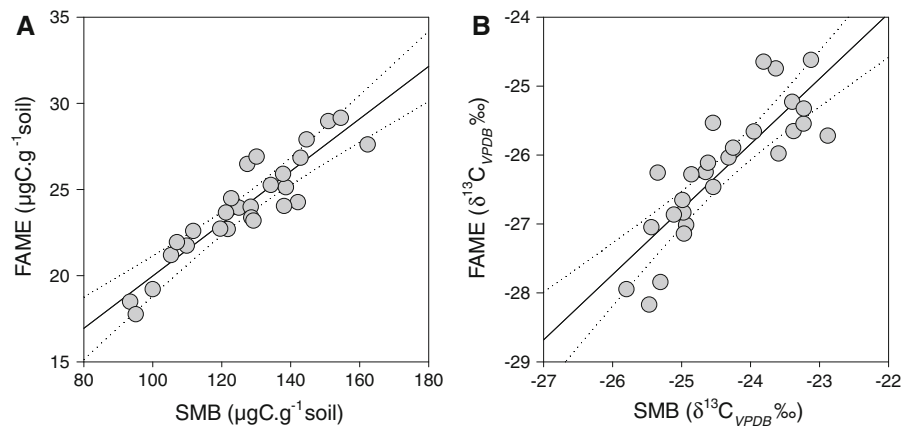 A
35
30
25
20
15
FAME (µgC.g⁻¹soil)
80 100 120 140 160 180
SMB (µgC.g⁻¹soil)
B
-24
-25
-26
-27
-28
-29
FAME (δ¹³C_VPDB‰)
-27 -26 -25 -24 -23 -22
SMB (δ¹³C_VPDB‰)